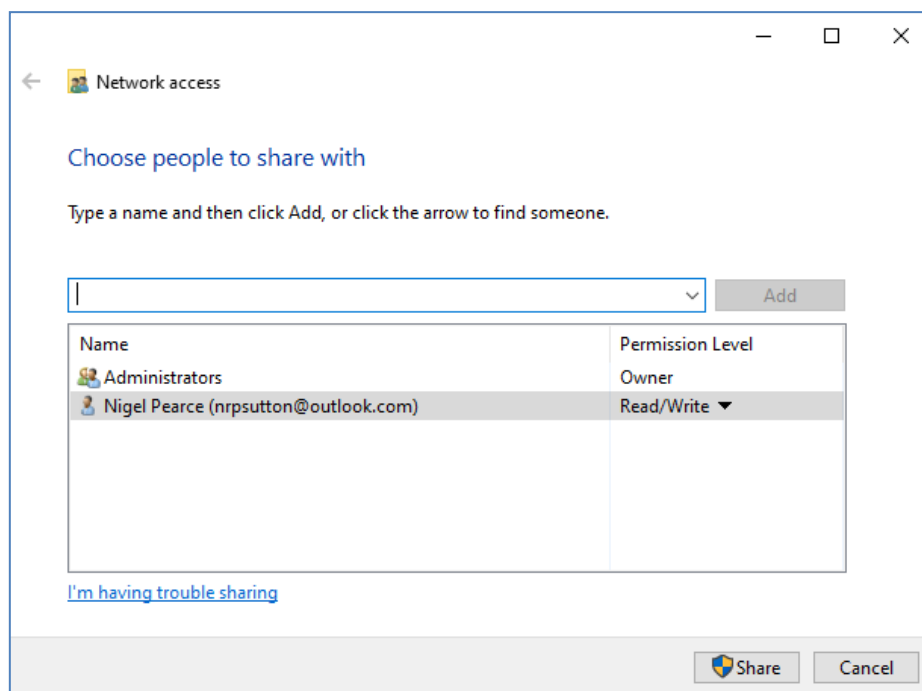 Network access
Choose people to share with
Type a name and then click Add, or click the arrow to find someone.
Add
Name Permission Level
Administrators Owner
Nigel Pearce (nrpsutton@outlook.com) Read/Write
I'm having trouble sharing
Share Cancel